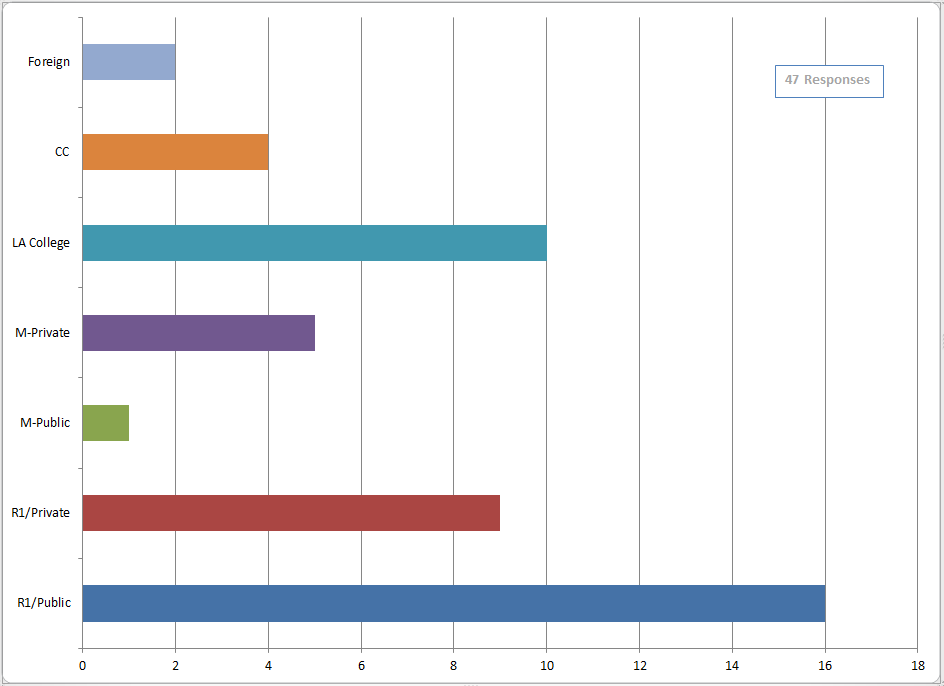 Foreign
47 Responses
CC
LA College
M-Private
M-Public
R1/Private
R1/Public
0 2 4 6 8 10 12 14 16 18